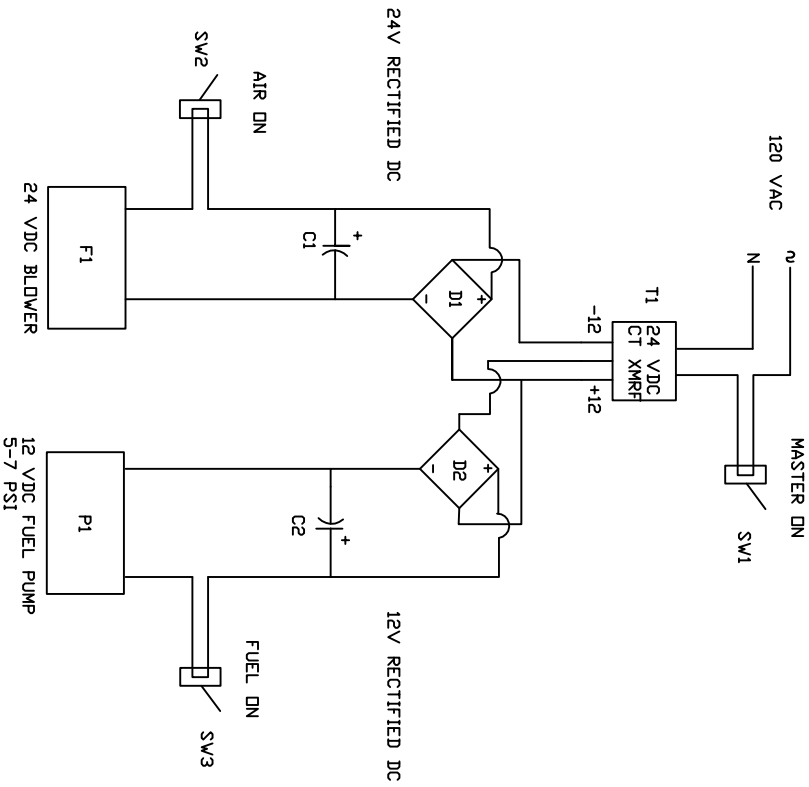 120 VAC
~
N
MASTER ON
SW1
T1
24 VDC
CT XMRF
-12
+12
24V RECTIFIED DC
12V RECTIFIED DC
D1
+
-
D2
+
-
AIR ON
SW2
C1
+
C2
+
FUEL ON
SW3
F1
24 VDC BLOWER
P1
12 VDC FUEL PUMP
5-7 PSI